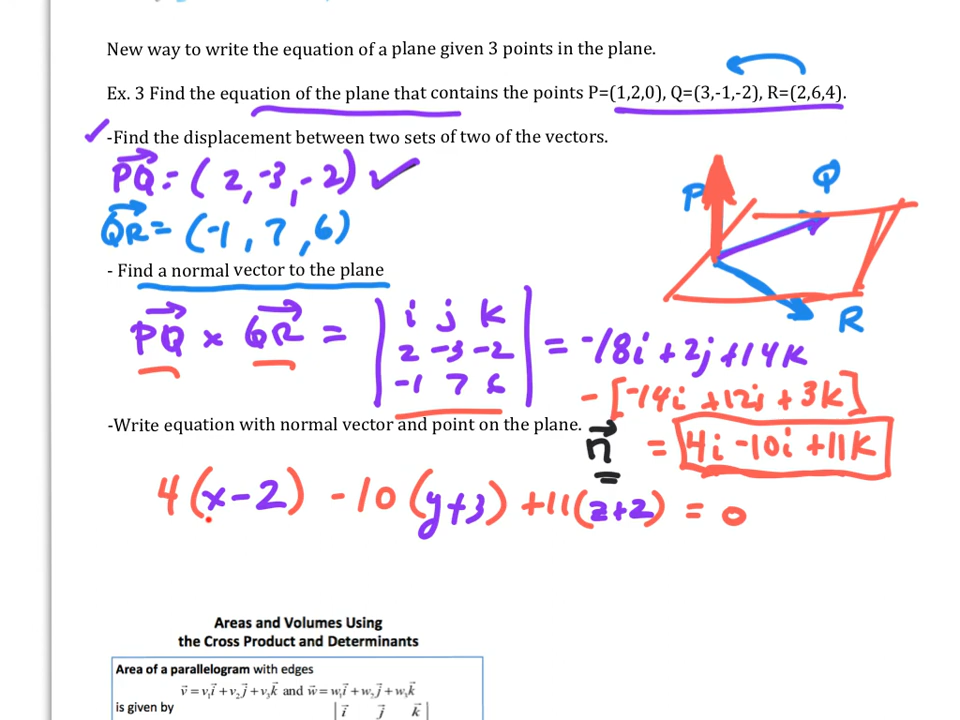 New way to write the equation of a plane given 3 points in the plane.
Ex. 3 Find the equation of the plane that contains the points P=(1,2,0), Q=(3,-1,-2), R=(2,6,4).
-Find the displacement between two sets of two of the vectors.
PQ = (2, -3, -2)
QR = (-1, 7, 6)
P Q
R
- Find a normal vector to the plane
PQ × QR = | i j k | = -18i + 2j + 14k
2 -3 -2
-1 7 6
- [-14i + 12j + 3k]
-Write equation with normal vector and point on the plane.
n = 4i - 10j + 11k
4(x-2) - 10(y+3) + 11(z+2) = 0
Areas and Volumes Using
the Cross Product and Determinants
Area of a parallelogram with edges
v⃗ = v₁i⃗ + v₂j⃗ + v₃k⃗ and w⃗ = w₁i⃗ + w₂j⃗ + w₃k⃗
is given by | i⃗ j⃗ k⃗ |